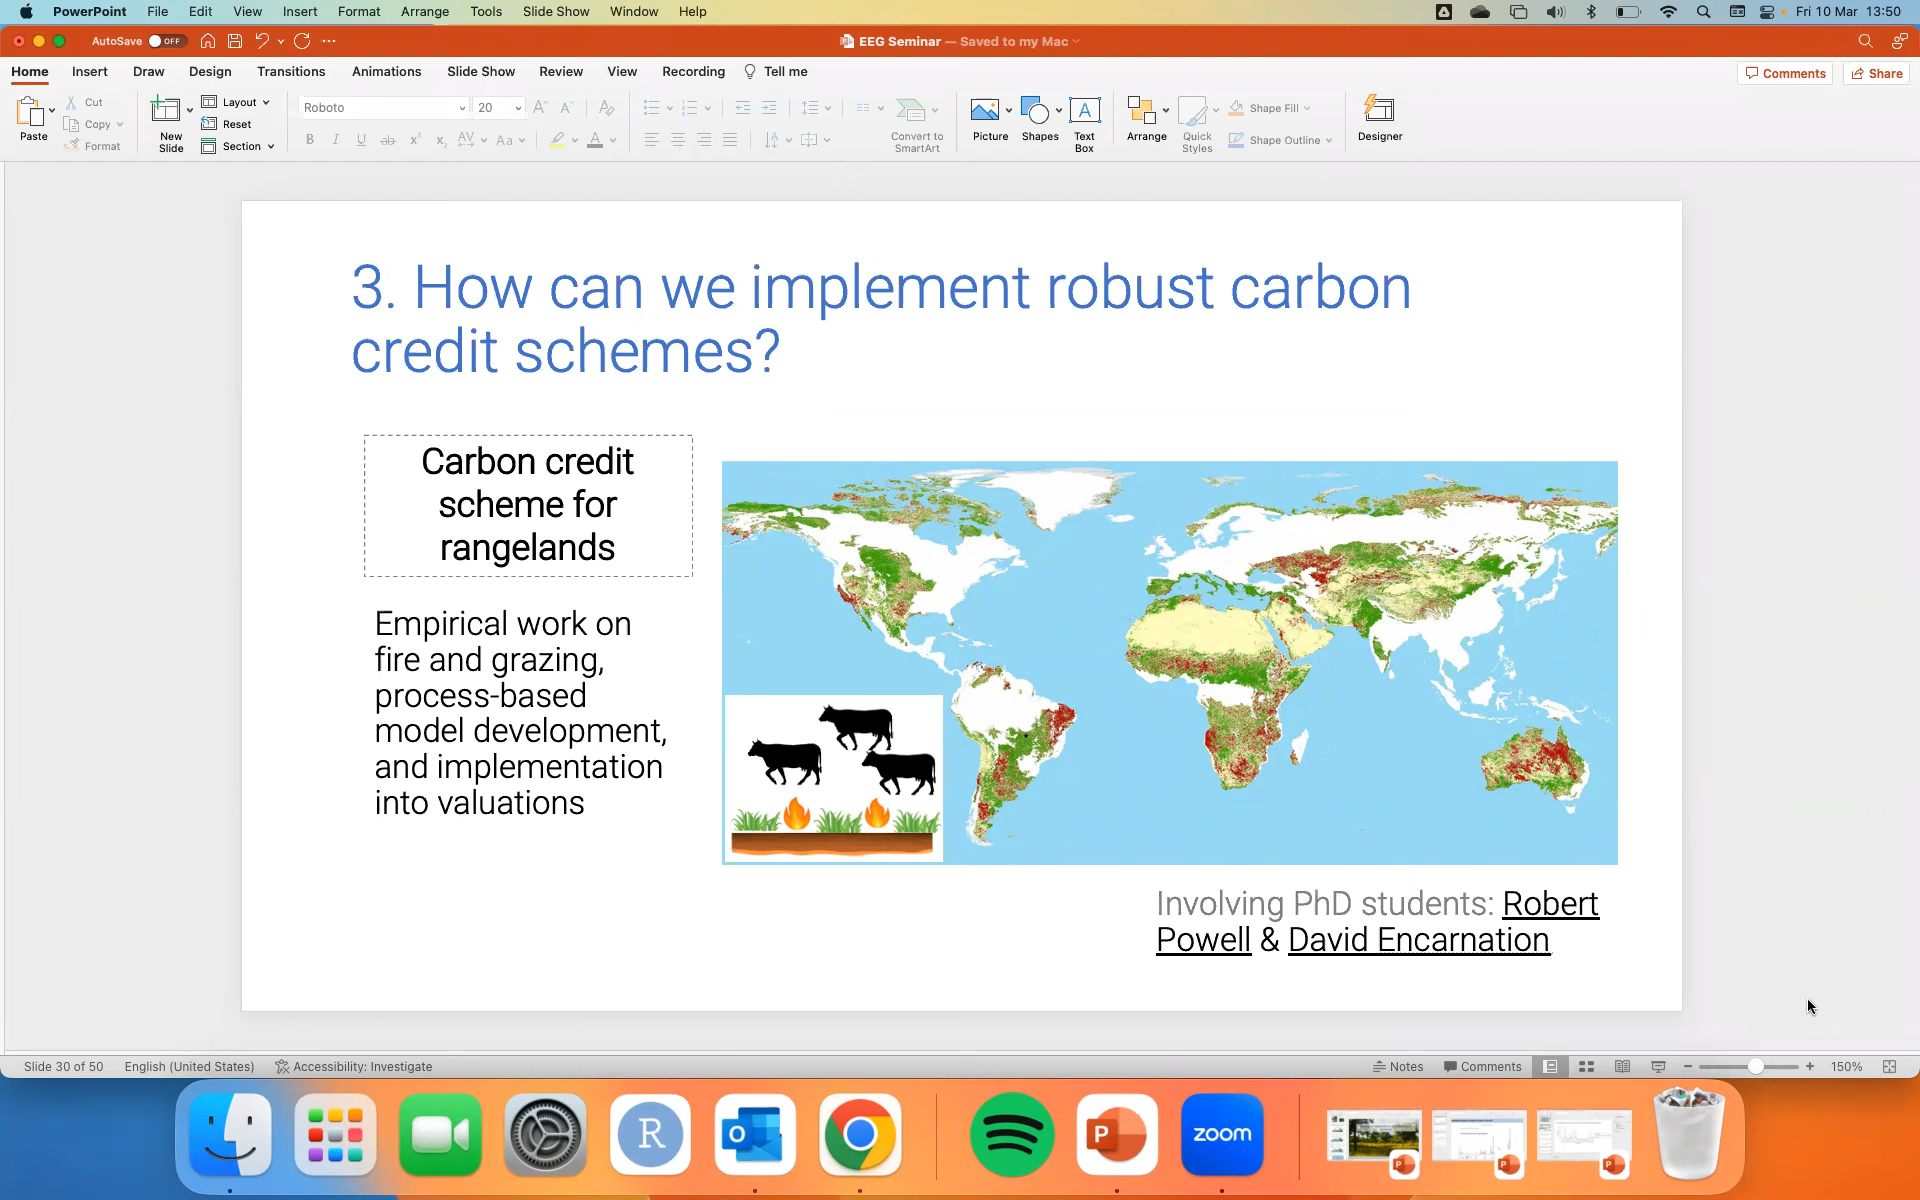 PowerPoint File Edit View Insert Format Arrange Tools Slide Show Window Help Fri 10 Mar 13:50
AutoSave OFF EEG Seminar — Saved to my Mac
Home Insert Draw Design Transitions Animations Slide Show Review View Recording Tell me Comments Share
Paste Cut Copy Format
New Slide Layout Reset Section
Roboto 20
Convert to SmartArt
Picture Shapes Text Box
Arrange Quick Styles Shape Fill Shape Outline
Designer
3. How can we implement robust carbon
credit schemes?
Carbon credit
scheme for
rangelands
Empirical work on
fire and grazing,
process-based
model development,
and implementation
into valuations
Involving PhD students: Robert
Powell & David Encarnation
Slide 30 of 50 English (United States) Accessibility: Investigate Notes Comments 150%
zoom